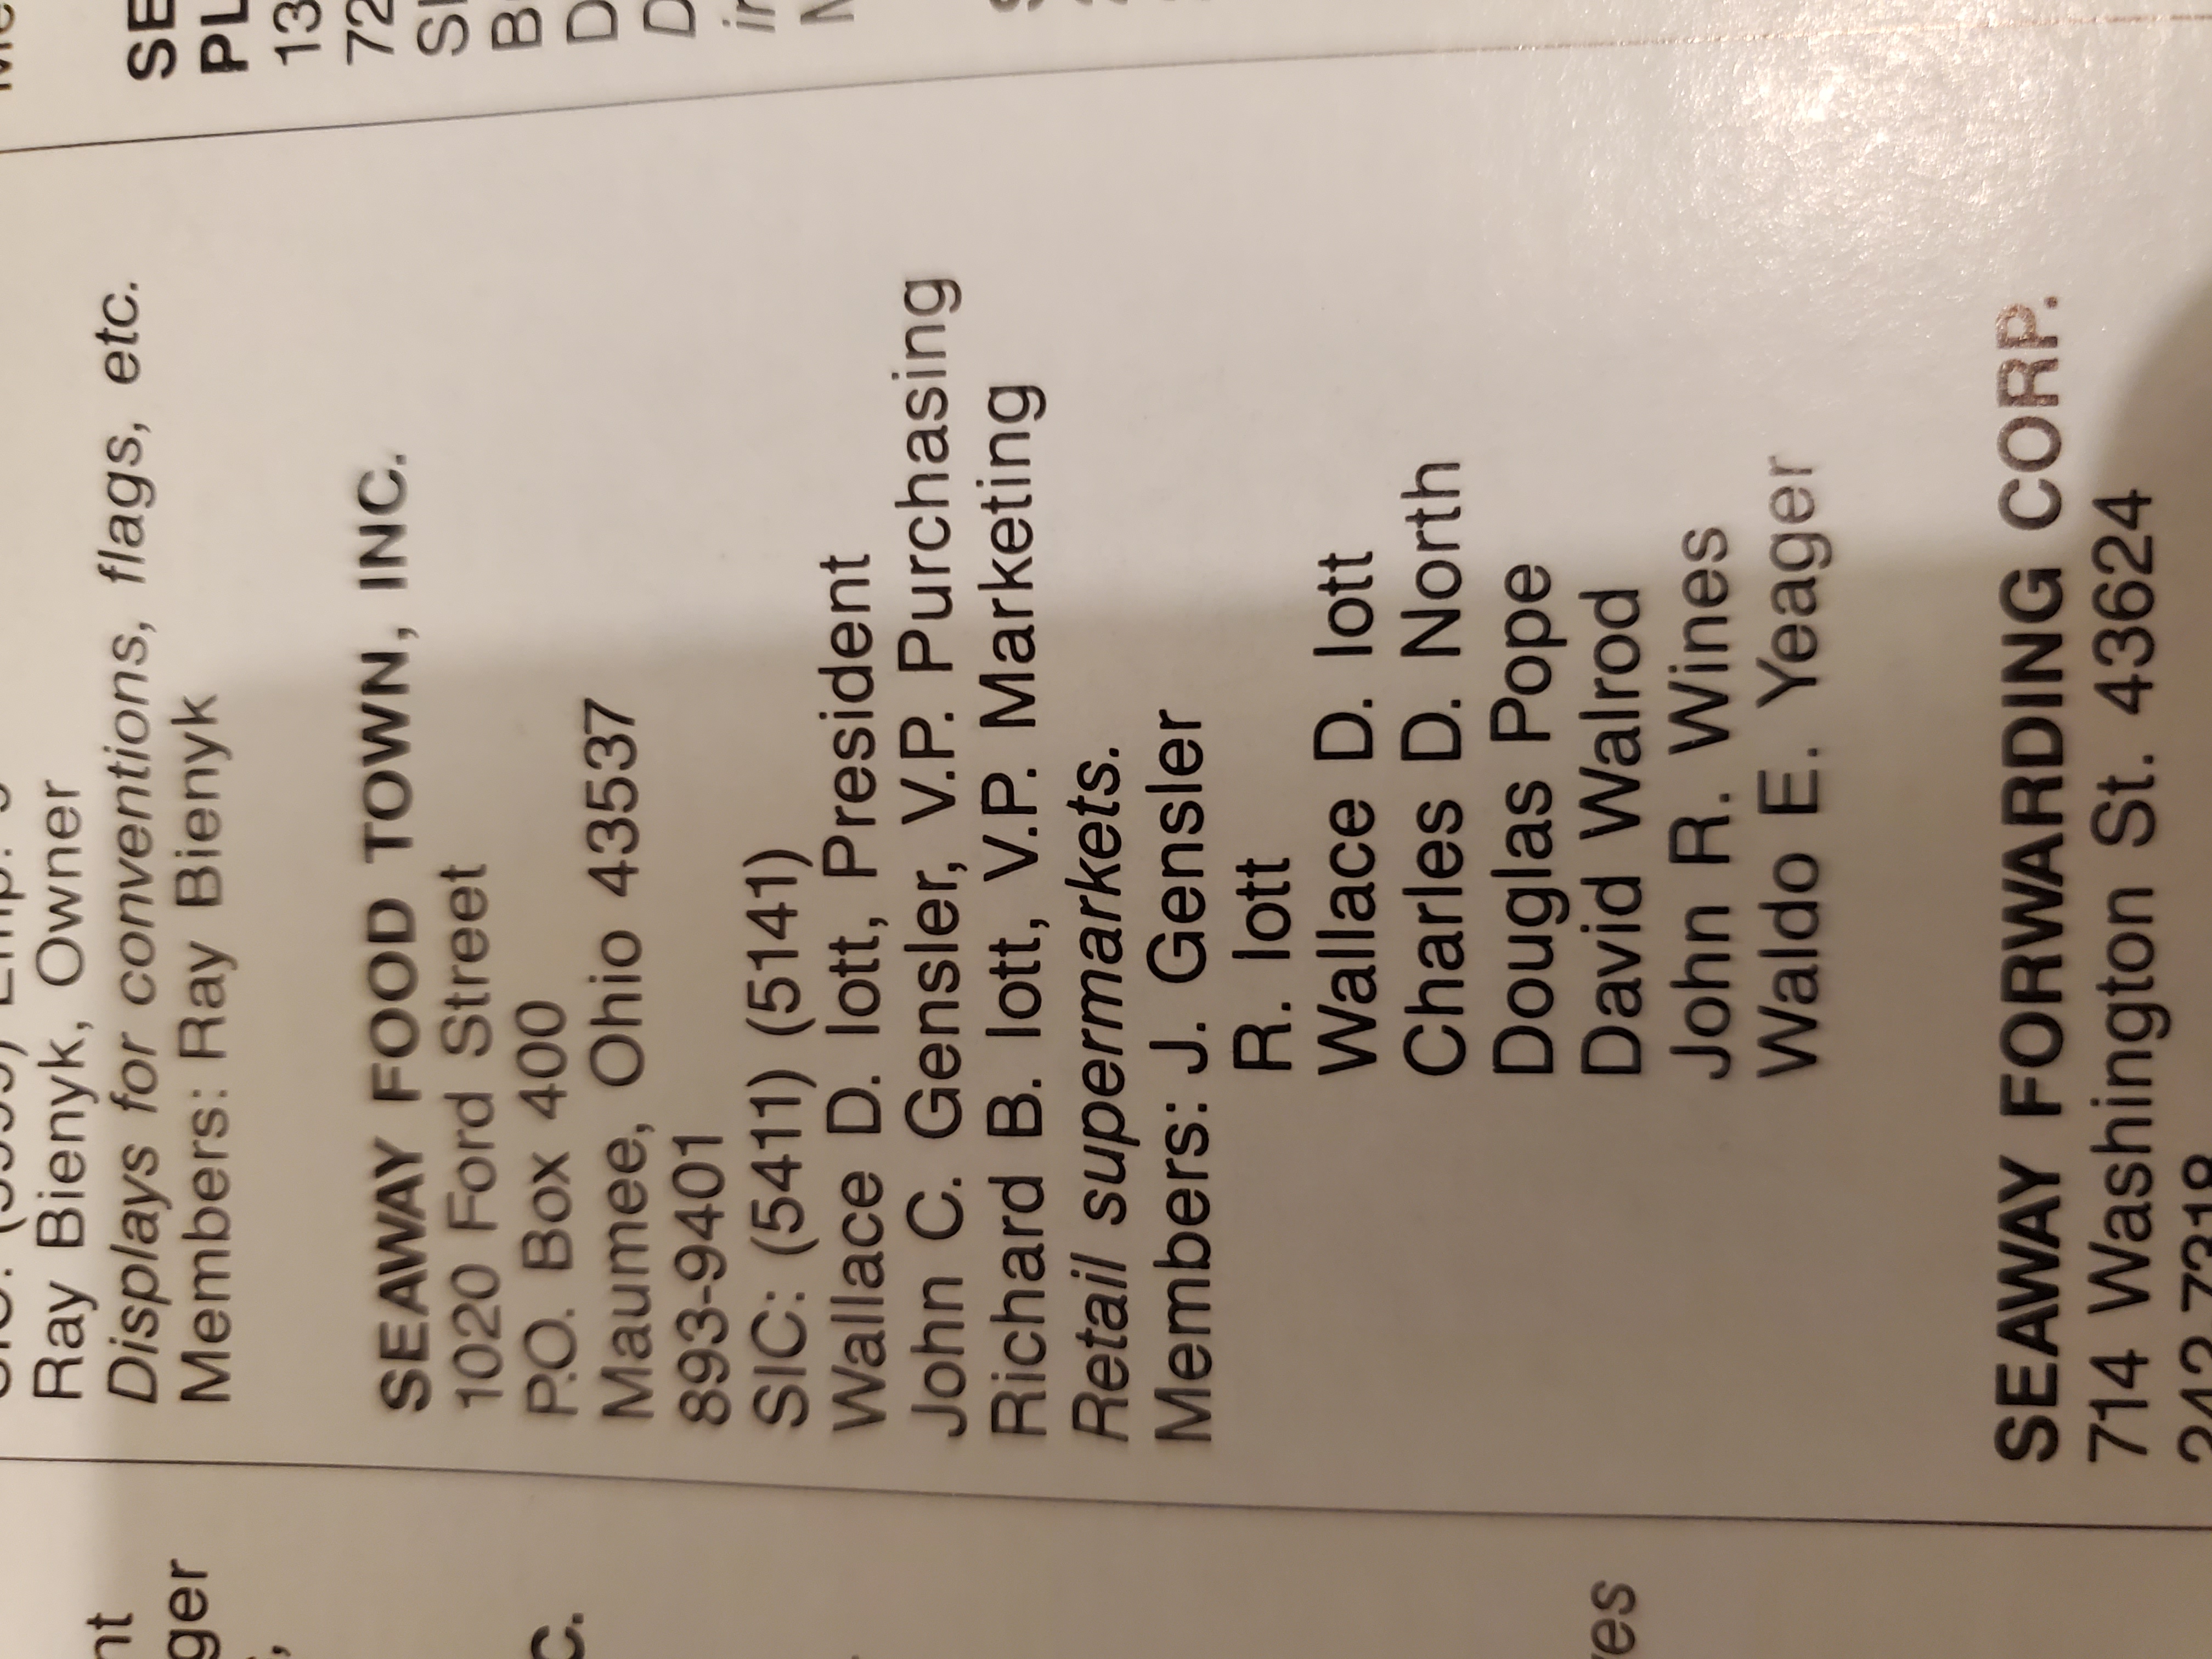 Ray Bienyk, Owner
Displays for conventions, flags, etc.
Members: Ray Bienyk
SEAWAY FOOD TOWN, INC.
1020 Ford Street
P.O. Box 400
Maumee, Ohio 43537
893-9401
SIC: (5411) (5141)
Wallace D. Iott, President
John C. Gensler, V.P. Purchasing
Richard B. Iott, V.P. Marketing
Retail supermarkets.
Members: J. Gensler
R. Iott
Wallace D. Iott
Charles D. North
Douglas Pope
David Walrod
John R. Wines
Waldo E. Yeager
SEAWAY FORWARDING CORP.
714 Washington St. 43624